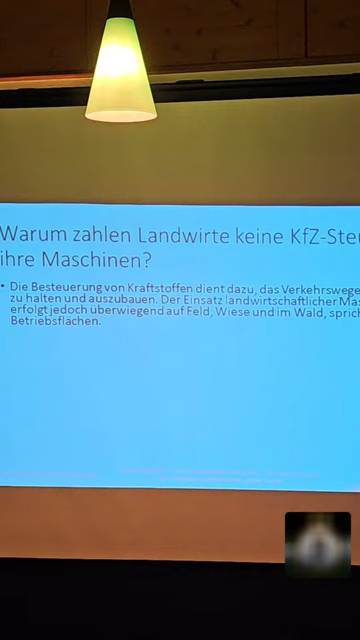 Warum zahlen Landwirte keine KfZ-Steu
ihre Maschinen?
• Die Besteuerung von Kraftstoffen dient dazu, das Verkehrswege
zu halten und auszubauen. Der Einsatz landwirtschaftlicher Mas
erfolgt jedoch überwiegend auf Feld, Wiese und im Wald, sprich
Betriebsflächen.